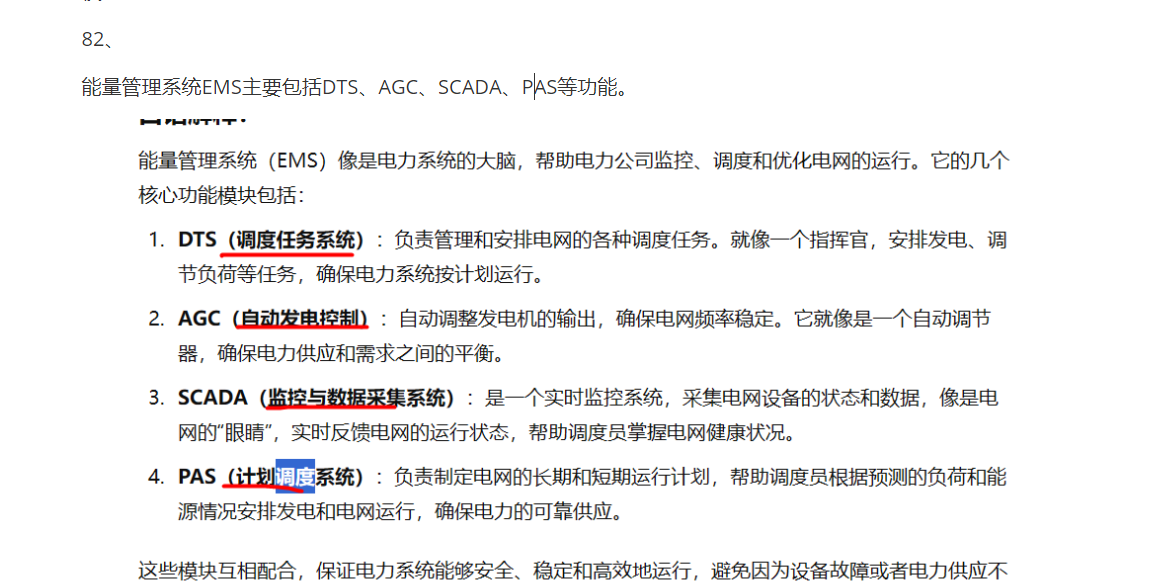 82、
能量管理系统EMS主要包括DTS、AGC、SCADA、PAS等功能。
能量管理系统（EMS）像是电力系统的大脑，帮助电力公司监控、调度和优化电网的运行。它的几个
核心功能模块包括：
1. DTS（调度任务系统）：负责管理和安排电网的各种调度任务。就像一个指挥官，安排发电、调
节负荷等任务，确保电力系统按计划运行。
2. AGC（自动发电控制）：自动调整发电机的输出，确保电网频率稳定。它就像是一个自动调节
器，确保电力供应和需求之间的平衡。
3. SCADA（监控与数据采集系统）：是一个实时监控系统，采集电网设备的状态和数据，像是电
网的“眼睛”，实时反馈电网的运行状态，帮助调度员掌握电网健康状况。
4. PAS（计划调度系统）：负责制定电网的长期和短期运行计划，帮助调度员根据预测的负荷和能
源情况安排发电和电网运行，确保电力的可靠供应。
这些模块互相配合，保证电力系统能够安全、稳定和高效地运行，避免因为设备故障或者电力供应不